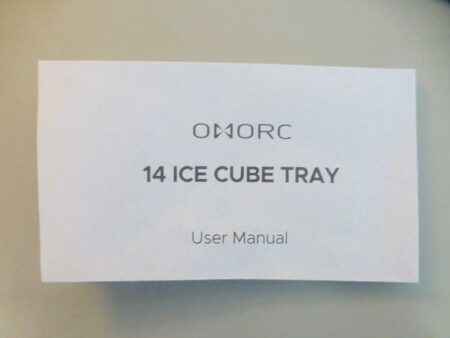 OMORC
14 ICE CUBE TRAY
User Manual